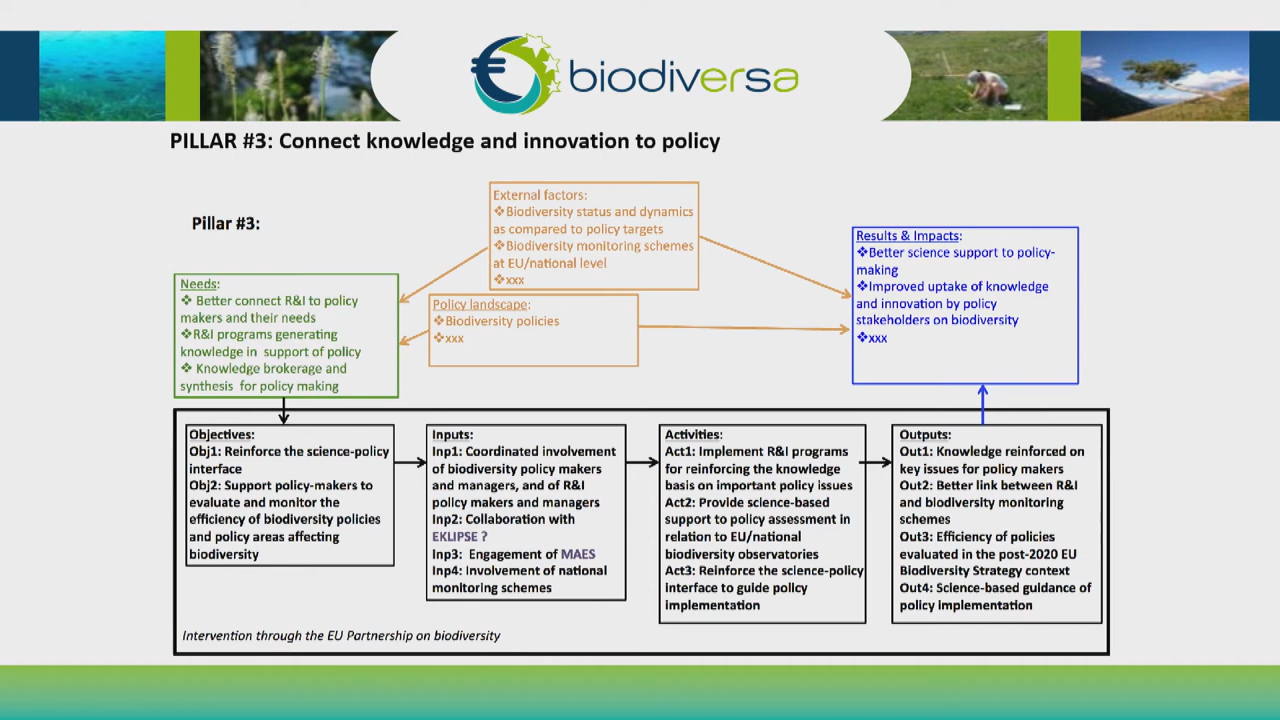 biodiversa
PILLAR #3: Connect knowledge and innovation to policy
Pillar #3:
External factors:
❖Biodiversity status and dynamics
as compared to policy targets
❖Biodiversity monitoring schemes
at EU/national level
❖xxx
Policy landscape:
❖Biodiversity policies
❖xxx
Results & Impacts:
❖Better science support to policy-
making
❖Improved uptake of knowledge
and innovation by policy
stakeholders on biodiversity
❖xxx
Needs:
❖ Better connect R&I to policy
makers and their needs
❖R&I programs generating
knowledge in support of policy
❖ Knowledge brokerage and
synthesis for policy making
Objectives:
Obj1: Reinforce the science-policy
interface
Obj2: Support policy-makers to
evaluate and monitor the
efficiency of biodiversity policies
and policy areas affecting
biodiversity
Inputs:
Inp1: Coordinated involvement
of biodiversity policy makers
and managers, and of R&I
policy makers and managers
Inp2: Collaboration with
EKLIPSE ?
Inp3: Engagement of MAES
Inp4: Involvement of national
monitoring schemes
Activities:
Act1: Implement R&I programs
for reinforcing the knowledge
basis on important policy issues
Act2: Provide science-based
support to policy assessment in
relation to EU/national
biodiversity observatories
Act3: Reinforce the science-policy
interface to guide policy
implementation
Outputs:
Out1: Knowledge reinforced on
key issues for policy makers
Out2: Better link between R&I
and biodiversity monitoring
schemes
Out3: Efficiency of policies
evaluated in the post-2020 EU
Biodiversity Strategy context
Out4: Science-based guidance of
policy implementation
Intervention through the EU Partnership on biodiversity